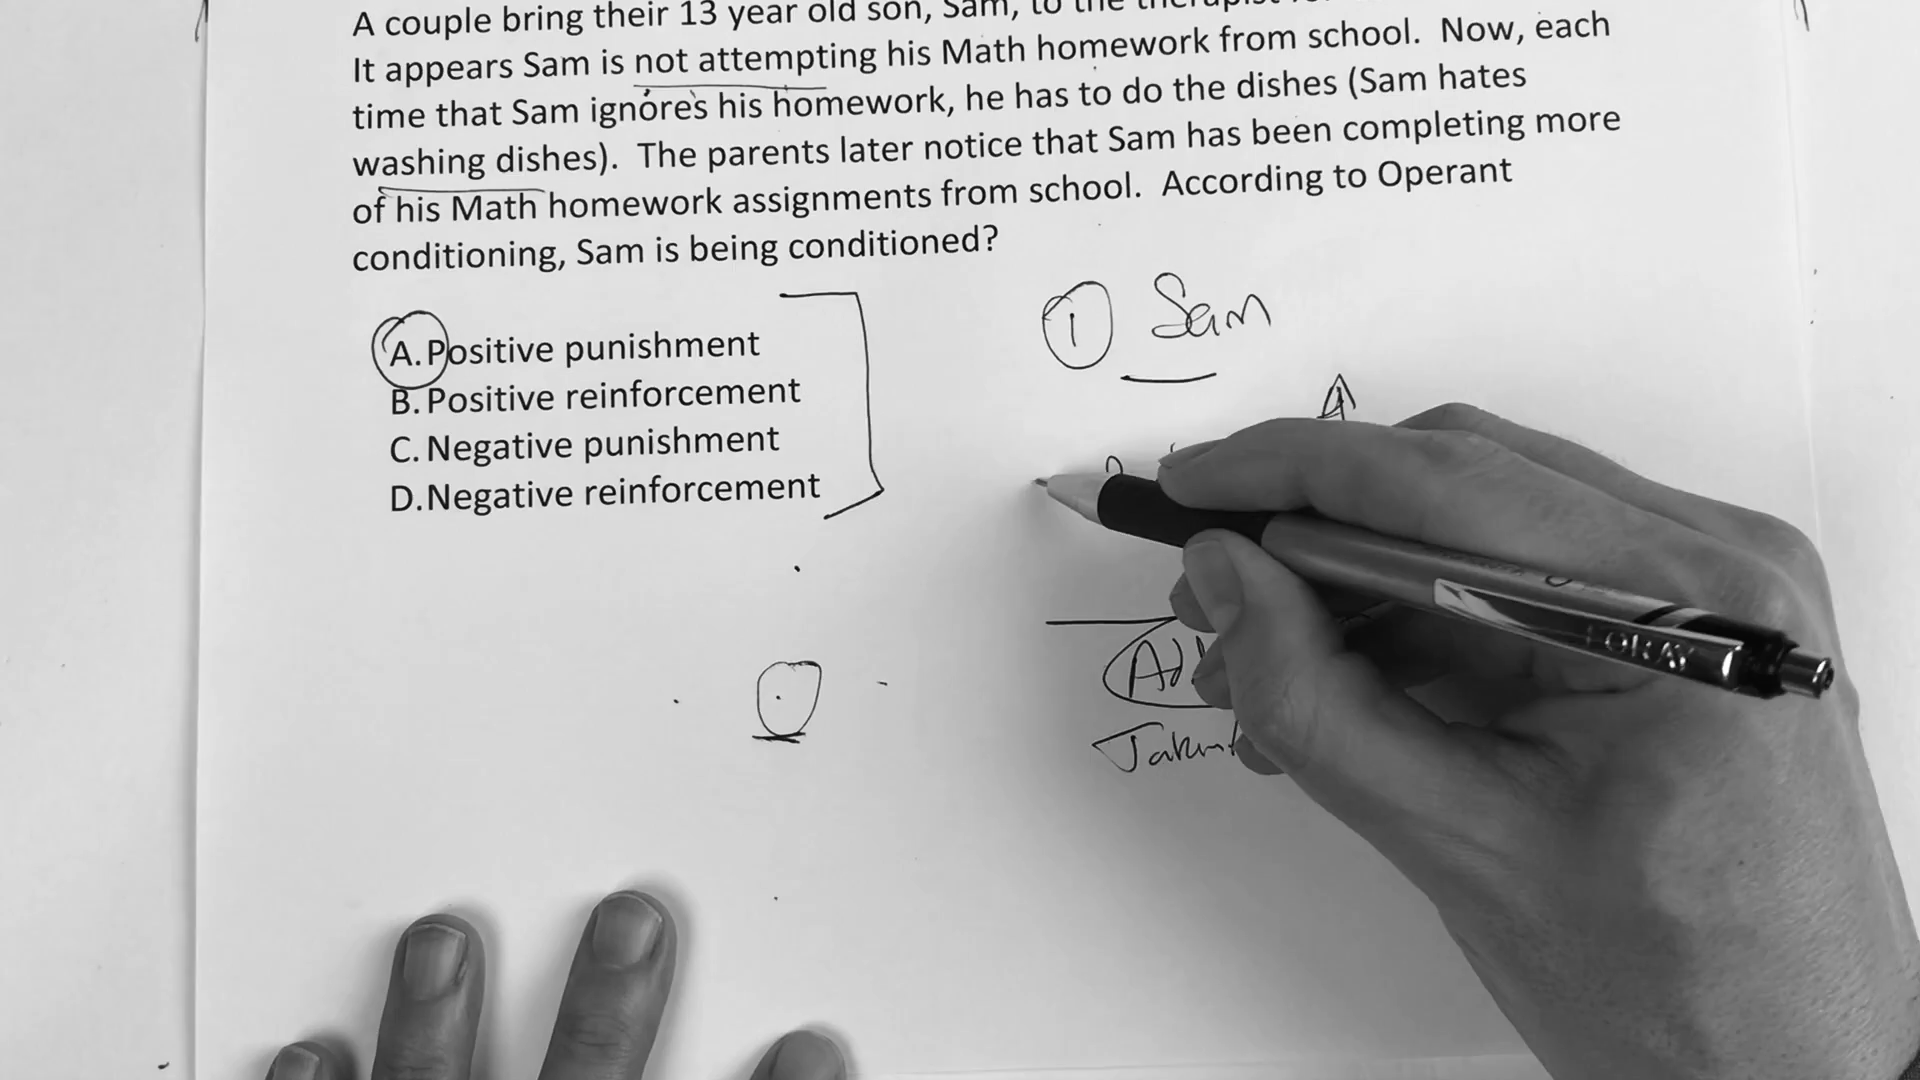 A couple bring their 13 year old son, Sam, to the therapist
It appears Sam is not attempting his Math homework from school. Now, each
time that Sam ignores his homework, he has to do the dishes (Sam hates
washing dishes). The parents later notice that Sam has been completing more
of his Math homework assignments from school. According to Operant
conditioning, Sam is being conditioned?
A. Positive punishment
B. Positive reinforcement
C. Negative punishment
D. Negative reinforcement
1 Sam
FORAY